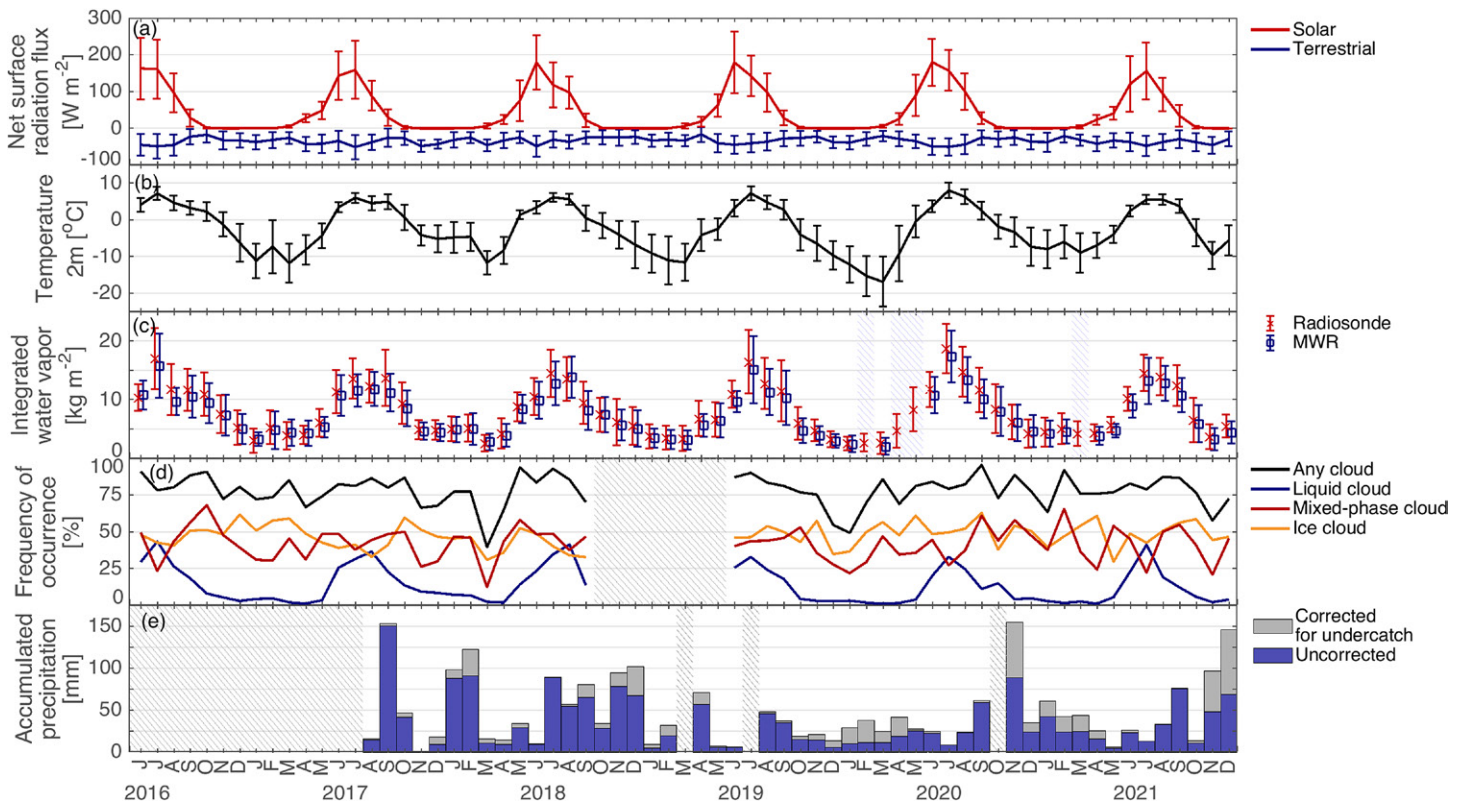 (a)
Net surface
radiation flux
[W m⁻²]
300
200
100
0
-100
Solar
Terrestrial
(b)
Temperature
2m [°C]
10
0
-10
-20
(c)
Integrated
water vapor
[kg m⁻²]
20
10
0
Radiosonde
MWR
(d)
Frequency of
occurrence
[%]
100
75
50
25
0
Any cloud
Liquid cloud
Mixed-phase cloud
Ice cloud
(e)
Accumulated
precipitation
[mm]
150
100
50
0
Corrected
for undercatch
Uncorrected
J J A S O N D J F M A M J J A S O N D J F M A M J J A S O N D J F M A M J J A S O N D J F M A M J J A S O N D J F M A M J J A S O N D
2016 2017 2018 2019 2020 2021